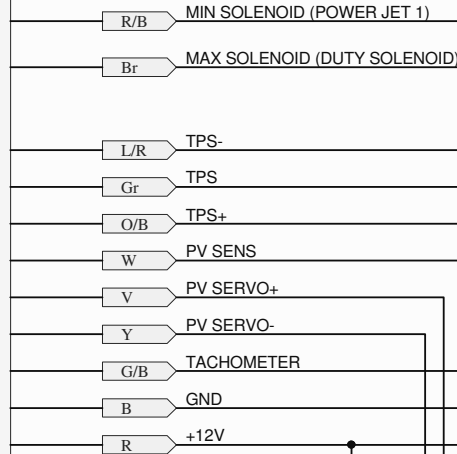 R/B MIN SOLENOID (POWER JET 1)
Br MAX SOLENOID (DUTY SOLENOID)
L/R TPS-
Gr TPS
O/B TPS+
W PV SENS
V PV SERVO+
Y PV SERVO-
G/B TACHOMETER
B GND
R +12V